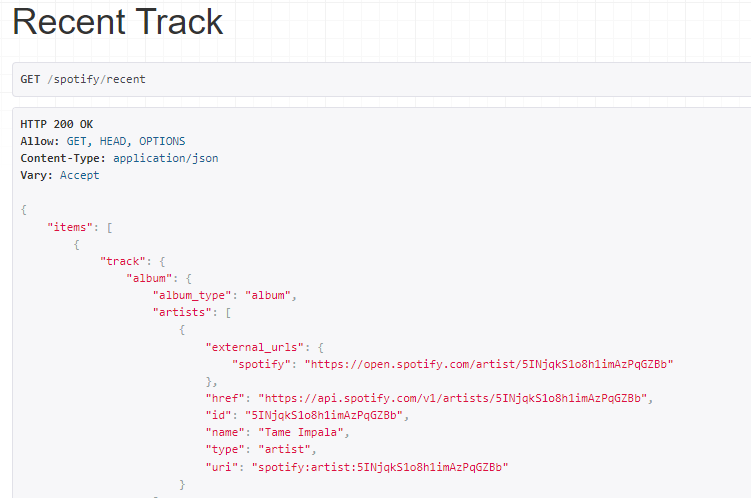 Recent Track
GET /spotify/recent
HTTP 200 OK
Allow: GET, HEAD, OPTIONS
Content-Type: application/json
Vary: Accept
{
"items": [
{
"track": {
"album": {
"album_type": "album",
"artists": [
{
"external_urls": {
"spotify": "https://open.spotify.com/artist/5INjqkS1o8h1imAzPqGZBb"
},
"href": "https://api.spotify.com/v1/artists/5INjqkS1o8h1imAzPqGZBb",
"id": "5INjqkS1o8h1imAzPqGZBb",
"name": "Tame Impala",
"type": "artist",
"uri": "spotify:artist:5INjqkS1o8h1imAzPqGZBb"
}